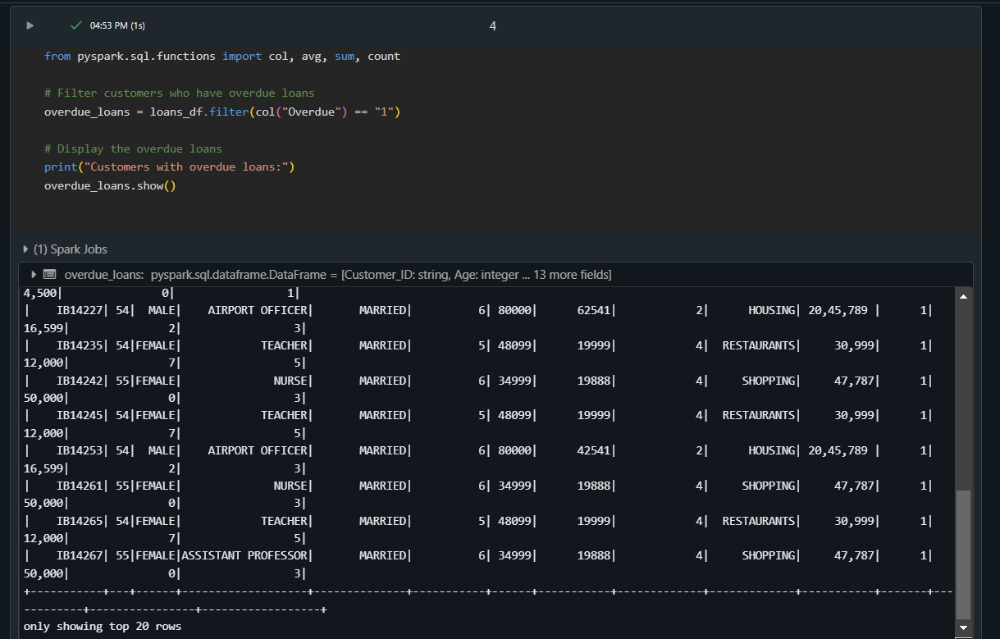 04:53 PM (1s)
4
from pyspark.sql.functions import col, avg, sum, count
# Filter customers who have overdue loans
overdue_loans = loans_df.filter(col("Overdue") == "1")
# Display the overdue loans
print("Customers with overdue loans:")
overdue_loans.show()
(1) Spark Jobs
overdue_loans: pyspark.sql.dataframe.DataFrame = [Customer_ID: string, Age: integer ... 13 more fields]
4,500|              0|                 1|
|    IB14227| 54|  MALE|    AIRPORT OFFICER|       MARRIED|          6| 80000|      62541|            2|      HOUSING| 20,45,789 |      1|
16,599|               2|                 3|
|    IB14235| 54|FEMALE|            TEACHER|       MARRIED|          5| 48099|      19999|            4|  RESTAURANTS|     30,999|      1|
12,000|               7|                 5|
|    IB14242| 55|FEMALE|              NURSE|       MARRIED|          6| 34999|      19888|            4|     SHOPPING|     47,787|      1|
50,000|               0|                 3|
|    IB14245| 54|FEMALE|            TEACHER|       MARRIED|          5| 48099|      19999|            4|  RESTAURANTS|     30,999|      1|
12,000|               7|                 5|
|    IB14253| 54|  MALE|    AIRPORT OFFICER|       MARRIED|          6| 80000|      42541|            2|      HOUSING| 20,45,789 |      1|
16,599|               2|                 3|
|    IB14261| 55|FEMALE|              NURSE|       MARRIED|          6| 34999|      19888|            4|     SHOPPING|     47,787|      1|
50,000|               0|                 3|
|    IB14265| 54|FEMALE|            TEACHER|       MARRIED|          5| 48099|      19999|            4|  RESTAURANTS|     30,999|      1|
12,000|               7|                 5|
|    IB14267| 55|FEMALE|ASSISTANT PROFESSOR|       MARRIED|          6| 34999|      19888|            4|     SHOPPING|     47,787|      1|
50,000|               0|                 3|
+-----------+---+------+-------------------+--------------+-----------+------+-----------+-------------+-------------+-----------+-------+---
---------+----------------+------------------+
only showing top 20 rows